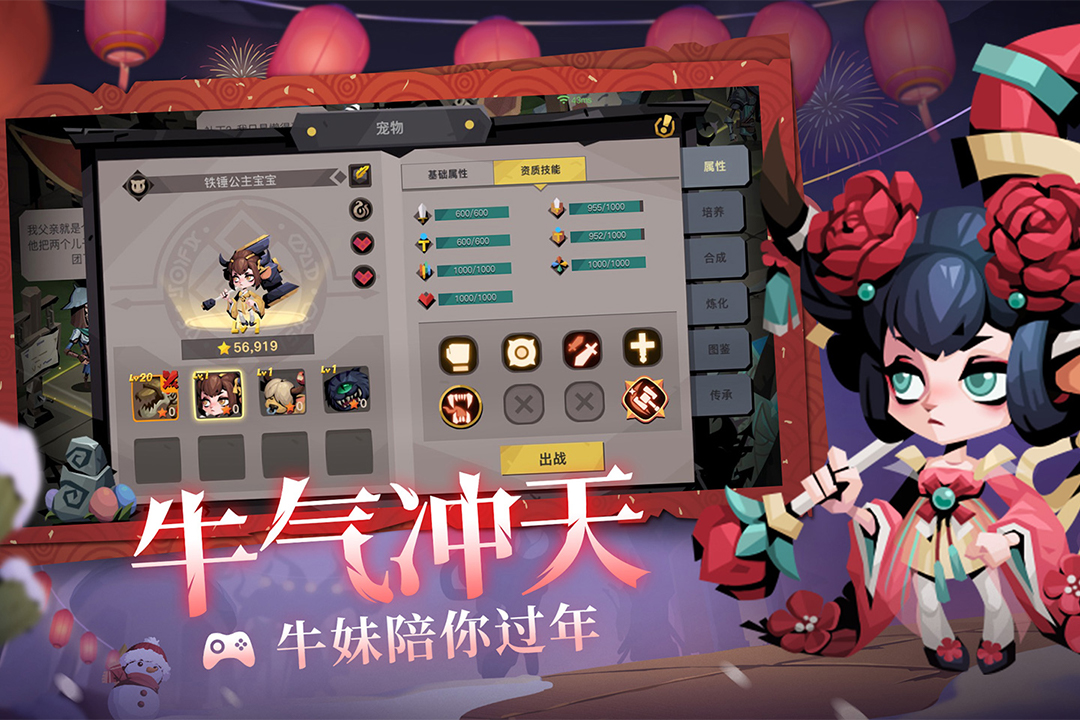 宠物
铁锤公主宝宝
基础属性
资质技能
属性
培养
合成
炼化
图鉴
传承
我父亲就是
他把两个儿
团
600/600
955/1000
600/600
952/1000
1000/1000
1000/1000
1000/1000
Lv1
56,919
Lv20
Lv1
Lv1
Lv1
0
0
0
0
出战
牛气冲天
牛妹陪你过年